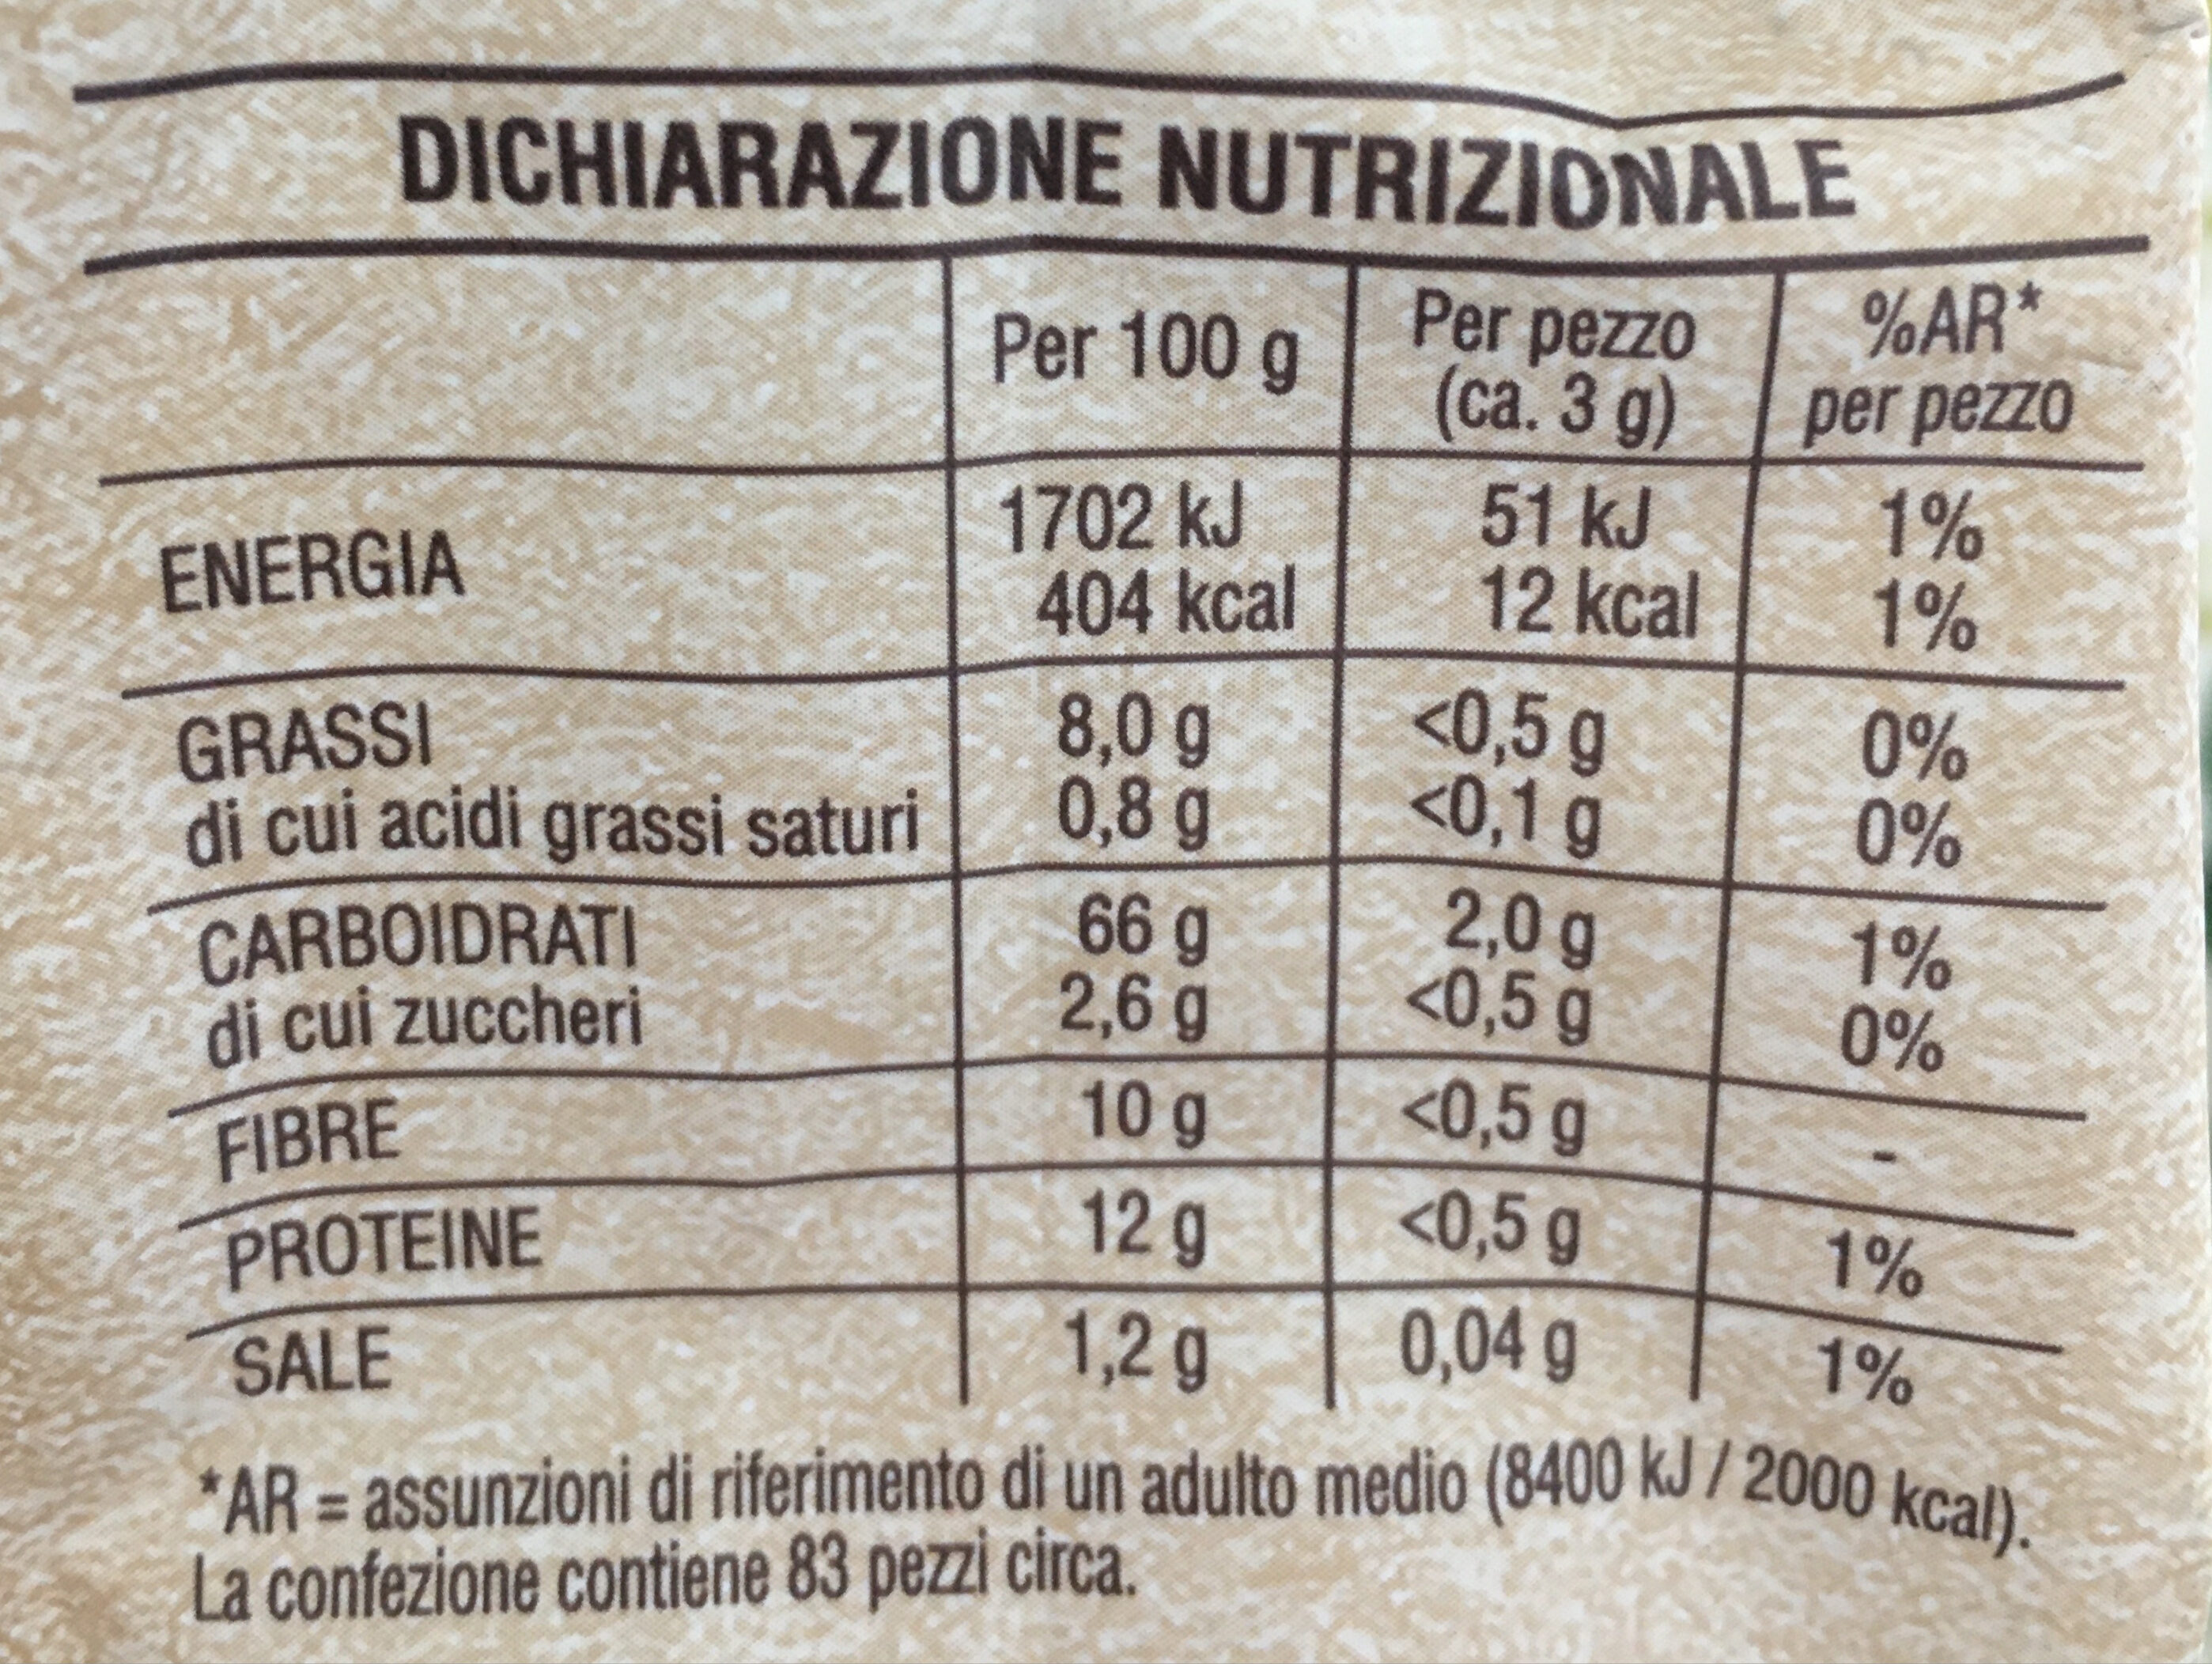 DICHIARAZIONE NUTRIZIONALE
Per 100 g Per pezzo (ca. 3 g) %AR* per pezzo
ENERGIA 1702 kJ 51 kJ 1%
404 kcal 12 kcal 1%
GRASSI 8,0 g <0,5 g 0%
di cui acidi grassi saturi 0,8 g <0,1 g 0%
CARBOIDRATI 66 g 2,0 g 1%
di cui zuccheri 2,6 g <0,5 g 0%
FIBRE 10 g <0,5 g -
PROTEINE 12 g <0,5 g 1%
SALE 1,2 g 0,04 g 1%
*AR = assunzioni di riferimento di un adulto medio (8400 kJ / 2000 kcal).
La confezione contiene 83 pezzi circa.